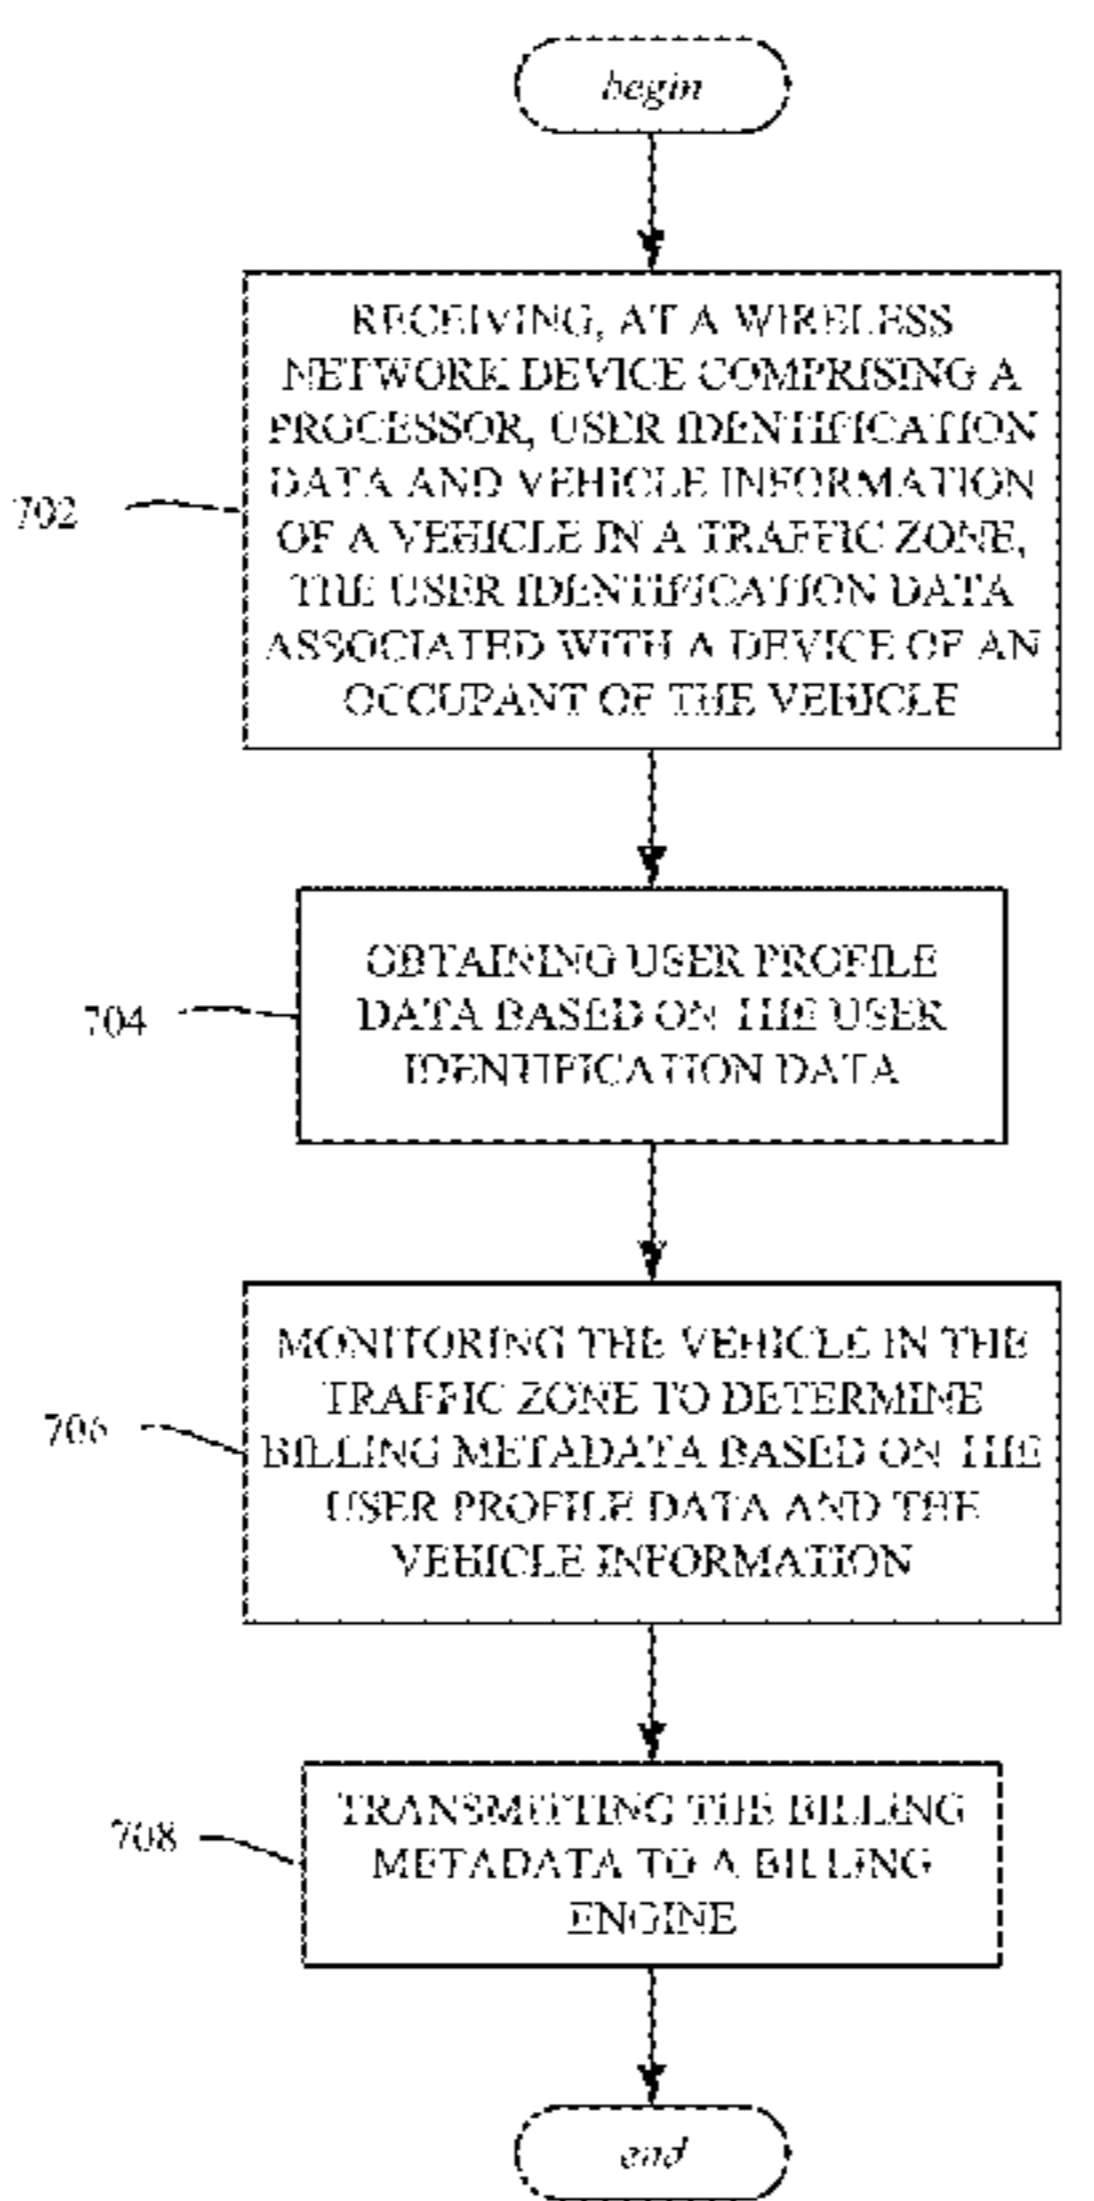 begin
RECEIVING, AT A WIRELESS
NETWORK DEVICE COMPRISING A
PROCESSOR, USER IDENTIFICATION
DATA AND VEHICLE INFORMATION
702
OF A VEHICLE IN A TRAFFIC ZONE,
THE USER IDENTIFICATION DATA
ASSOCIATED WITH A DEVICE OF AN
OCCUPANT OF THE VEHICLE
OBTAINING USER PROFILE
704
DATA BASED ON THE USER
IDENTIFICATION DATA
MONITORING THE VEHICLE IN THE
TRAFFIC ZONE TO DETERMINE
706
BILLING METADATA BASED ON THE
USER PROFILE DATA AND THE
VEHICLE INFORMATION
TRANSMITTING THE BILLING
708
METADATA TO A BILLING
ENGINE
end